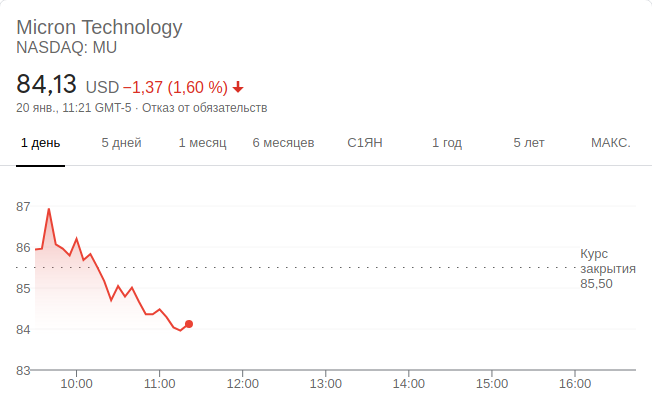 Micron Technology
NASDAQ: MU
84,13 USD −1,37 (1,60 %)
20 янв., 11:21 GMT-5 · Отказ от обязательств
1 день 5 дней 1 месяц 6 месяцев С1ЯН 1 год 5 лет МАКС.
87
86
Курс
закрытия
85,50
85
84
83
10:00 11:00 12:00 13:00 14:00 15:00 16:00